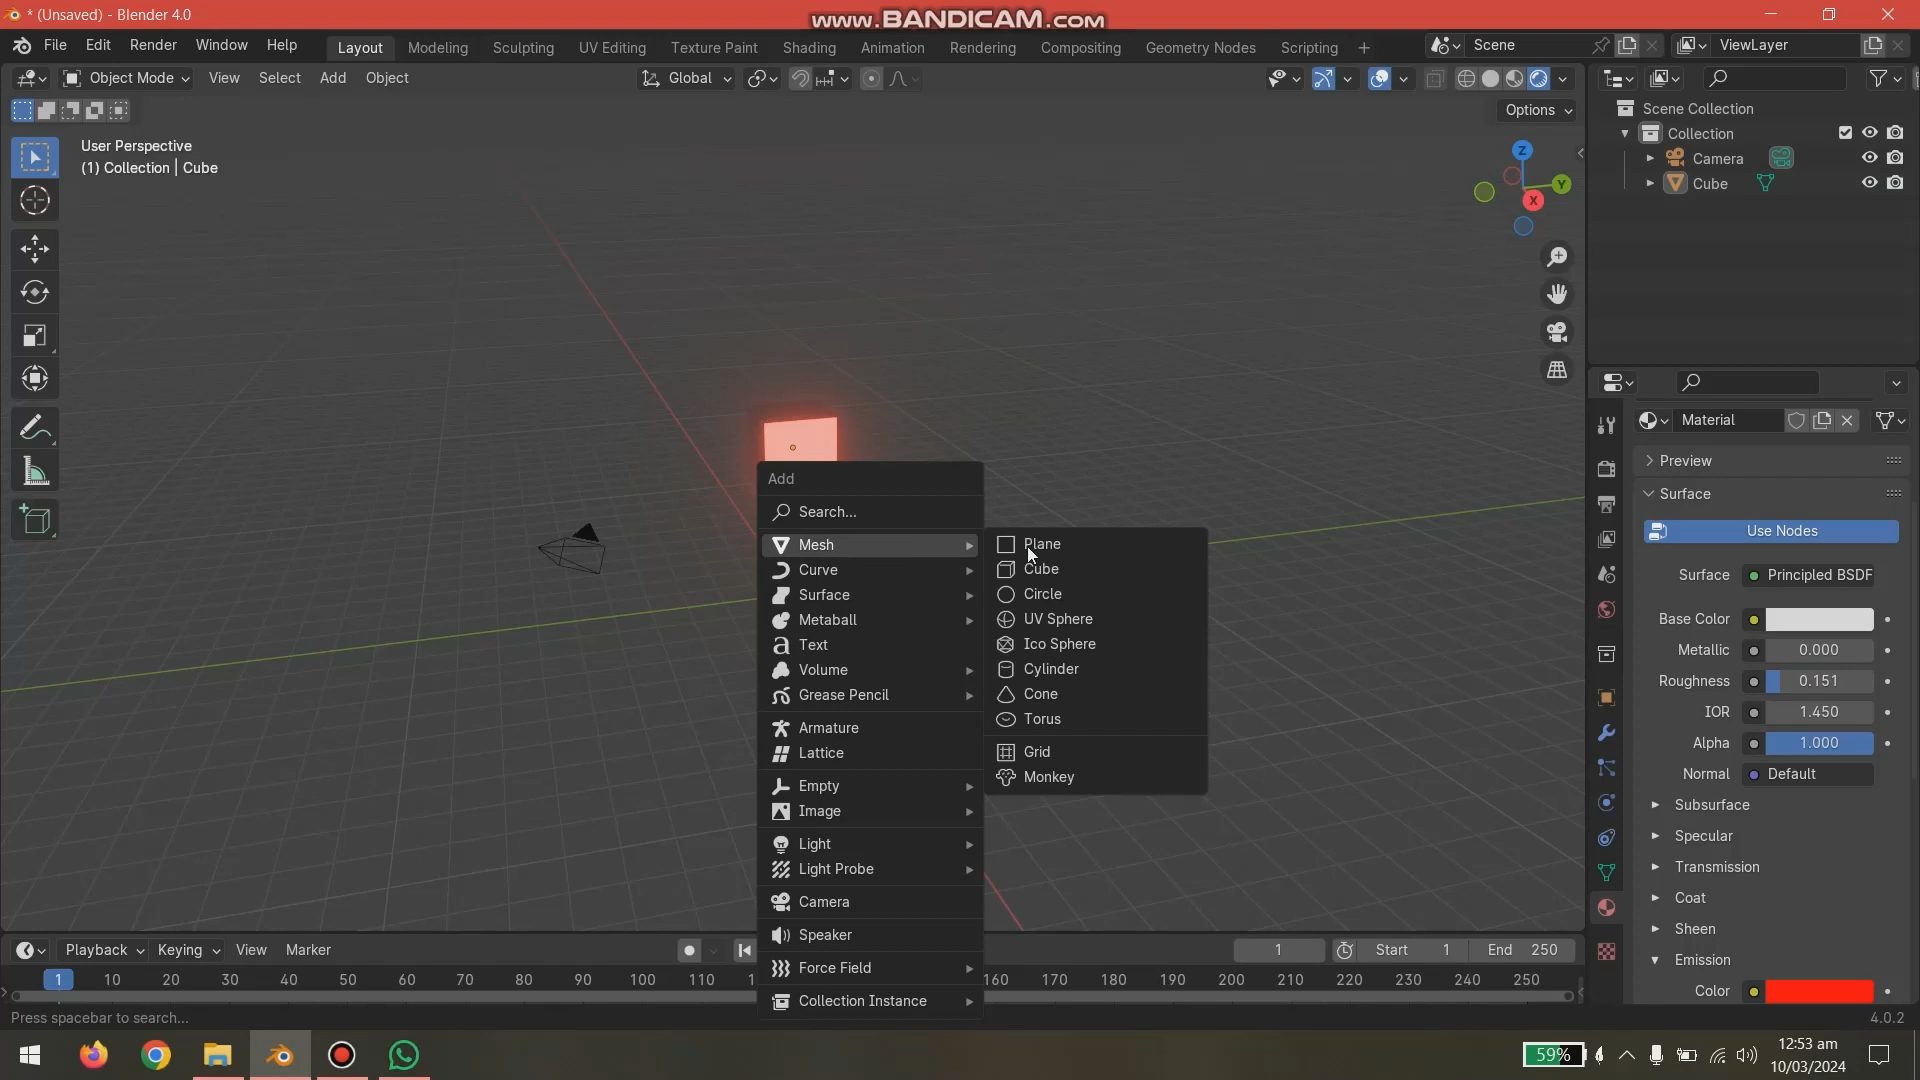 * (Unsaved) - Blender 4.0
www.BANDICAM.com
File Edit Render Window Help
Layout Modeling Sculpting UV Editing Texture Paint Shading Animation Rendering Compositing Geometry Nodes Scripting +
Scene
ViewLayer
Object Mode View Select Add Object
Global
Options
User Perspective
(1) Collection | Cube
Z
Y
X
Scene Collection
Collection
Camera
Cube
Add
Search...
Mesh
Curve
Surface
Metaball
Text
Volume
Grease Pencil
Armature
Lattice
Empty
Image
Light
Light Probe
Camera
Speaker
Force Field
Collection Instance
Plane
Cube
Circle
UV Sphere
Ico Sphere
Cylinder
Cone
Torus
Grid
Monkey
Material
Preview
Surface
Use Nodes
Surface Principled BSDF
Base Color
Metallic 0.000
Roughness 0.151
IOR 1.450
Alpha 1.000
Normal Default
Subsurface
Specular
Transmission
Coat
Sheen
Emission
Color
Playback Keying View Marker
1 Start 1 End 250
1 10 20 30 40 50 60 70 80 90 100 110 160 170 180 190 200 210 220 230 240 250
Press spacebar to search...
4.0.2
59%
12:53 am
10/03/2024